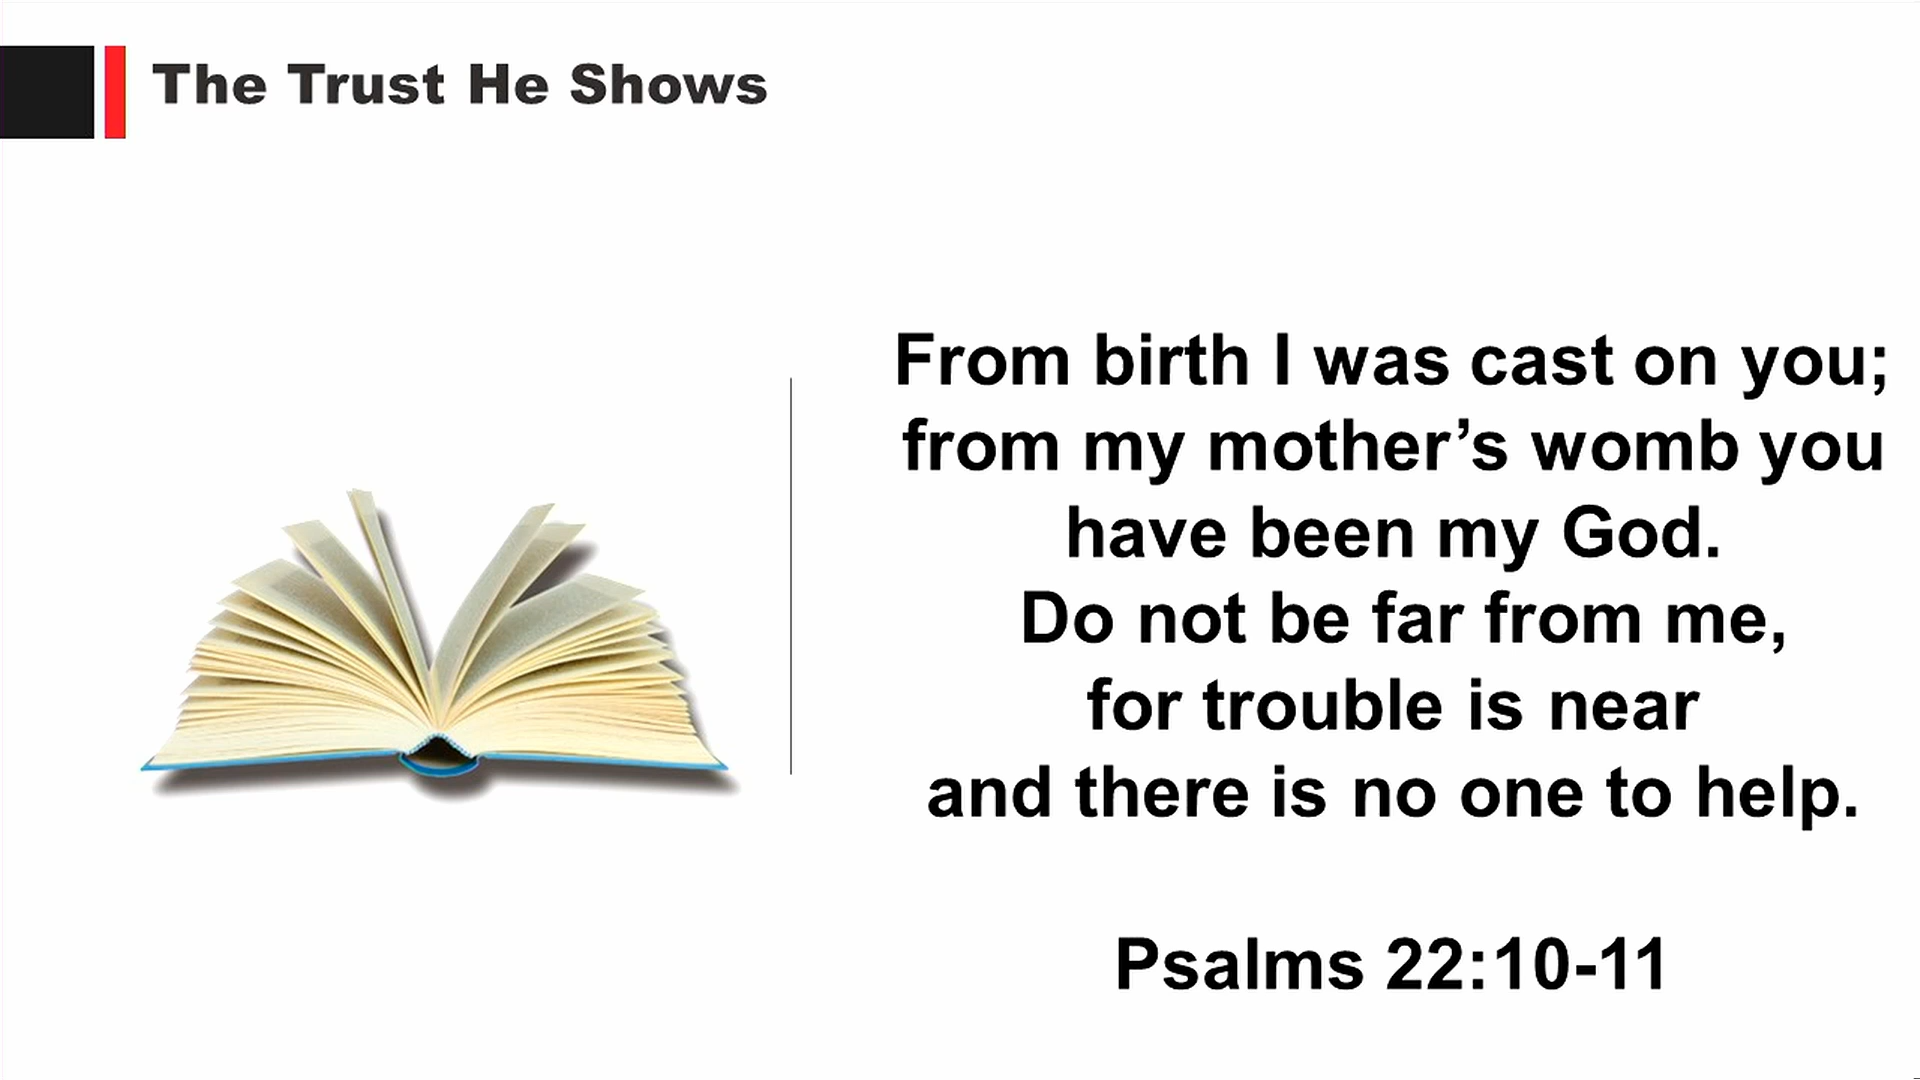 The Trust He Shows
From birth I was cast on you;
from my mother’s womb you
have been my God.
Do not be far from me,
for trouble is near
and there is no one to help.
Psalms 22:10-11